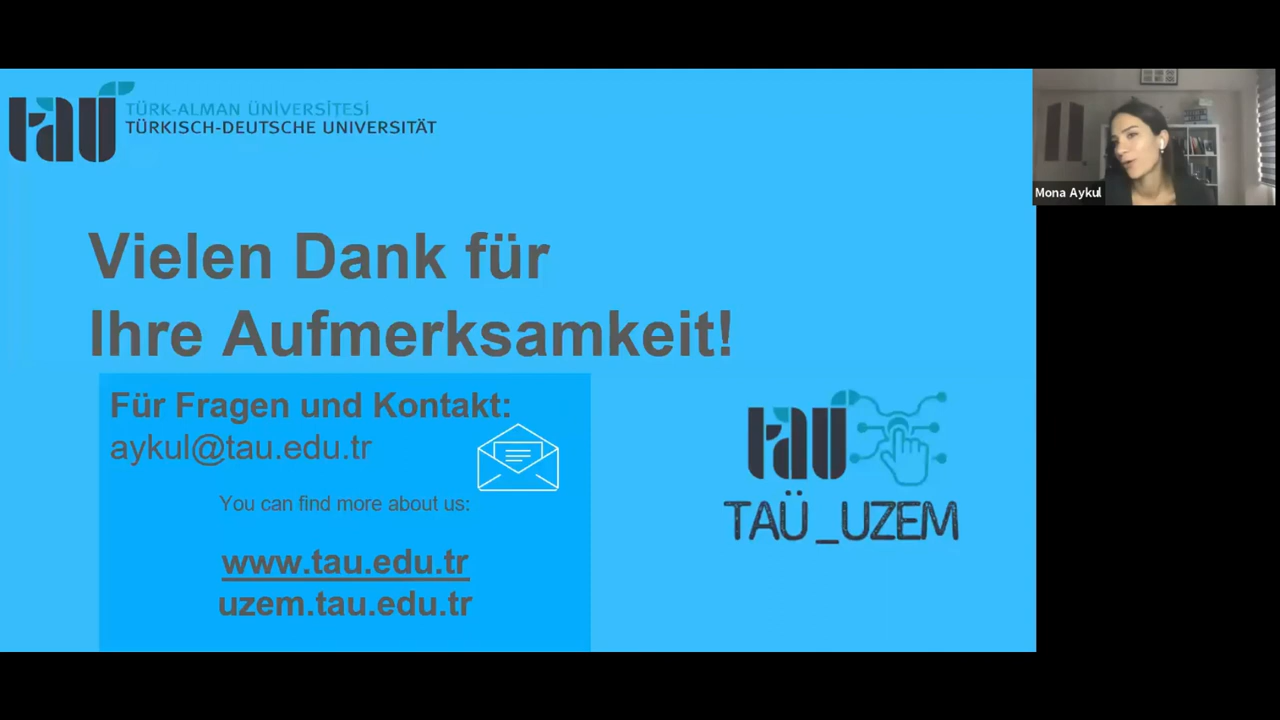 taü
TÜRK-ALMAN ÜNİVERSİTESİ
TÜRKISCH-DEUTSCHE UNIVERSITÄT
Mona Aykul
Vielen Dank für
Ihre Aufmerksamkeit!
Für Fragen und Kontakt:
aykul@tau.edu.tr
You can find more about us:
www.tau.edu.tr
uzem.tau.edu.tr
taü
TAÜ_UZEM